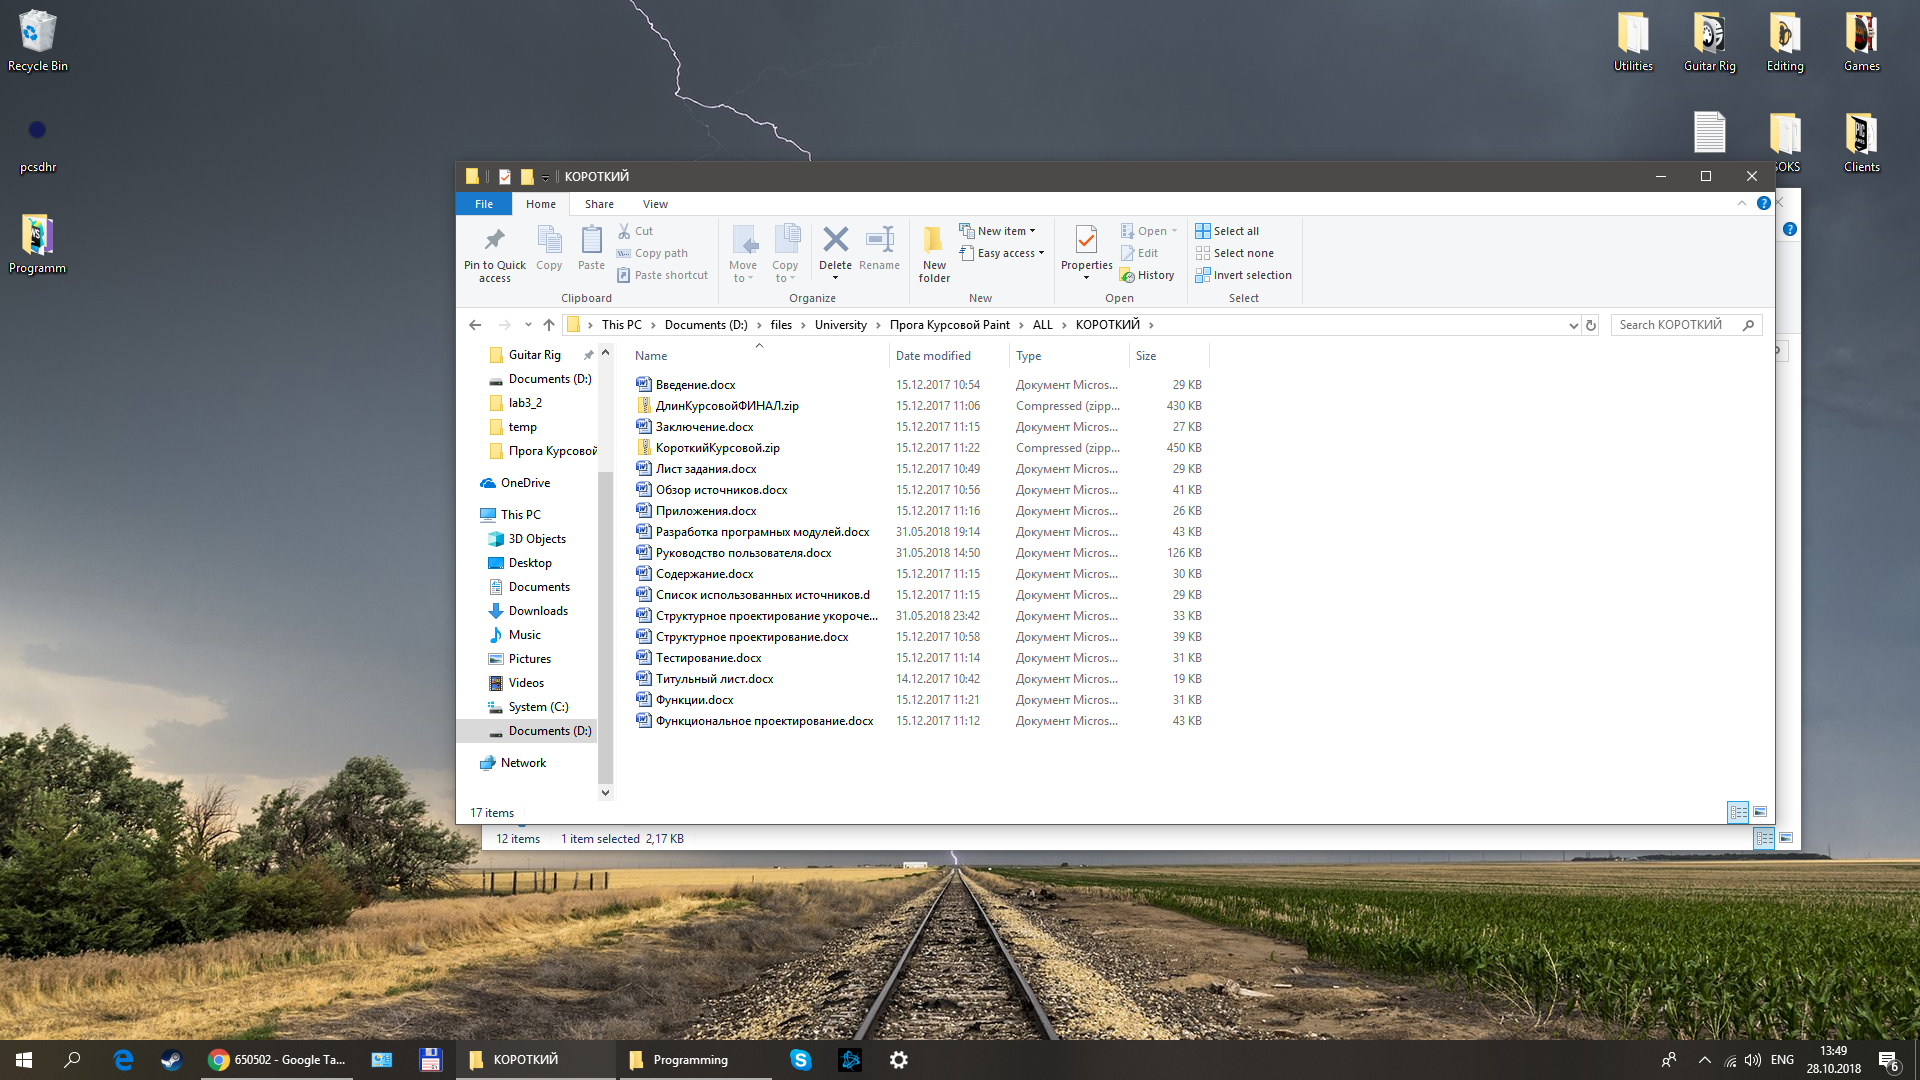 Recycle Bin
pcsdhr
Programm
Utilities
Guitar Rig
Editing
Games
Clients
КОРОТКИЙ
File
Home
Share
View
Pin to Quick access
Copy
Paste
Cut
Copy path
Paste shortcut
Clipboard
Move to
Copy to
Delete
Rename
Organize
New folder
New item
Easy access
New
Properties
Open
Edit
History
Open
Select all
Select none
Invert selection
Select
This PC > Documents (D:) > files > University > Прога Курсовой Paint > ALL > КОРОТКИЙ >
Search КОРОТКИЙ
Guitar Rig
Documents (D:)
lab3_2
temp
Прога Курсовой
OneDrive
This PC
3D Objects
Desktop
Documents
Downloads
Music
Pictures
Videos
System (C:)
Documents (D:)
Network
Name Date modified Type Size
Введение.docx 15.12.2017 10:54 Документ Micros... 29 KB
ДлинКурсовойФИНАЛ.zip 15.12.2017 11:06 Compressed (zipp... 430 KB
Заключение.docx 15.12.2017 11:15 Документ Micros... 27 KB
КороткийКурсовой.zip 15.12.2017 11:22 Compressed (zipp... 450 KB
Лист задания.docx 15.12.2017 10:49 Документ Micros... 29 KB
Обзор источников.docx 15.12.2017 10:56 Документ Micros... 41 KB
Приложения.docx 15.12.2017 11:16 Документ Micros... 26 KB
Разработка програмных модулей.docx 31.05.2018 19:14 Документ Micros... 43 KB
Руководство пользователя.docx 31.05.2018 14:50 Документ Micros... 126 KB
Содержание.docx 15.12.2017 11:15 Документ Micros... 30 KB
Список использованных источников.d 15.12.2017 11:15 Документ Micros... 29 KB
Структурное проектирование укороче... 31.05.2018 23:42 Документ Micros... 33 KB
Структурное проектирование.docx 15.12.2017 10:58 Документ Micros... 39 KB
Тестирование.docx 15.12.2017 11:14 Документ Micros... 31 KB
Титульный лист.docx 14.12.2017 10:42 Документ Micros... 19 KB
Функции.docx 15.12.2017 11:21 Документ Micros... 31 KB
Функциональное проектирование.docx 15.12.2017 11:12 Документ Micros... 43 KB
17 items
12 items 1 item selected 2,17 KB
650502 - Google Ta...
КОРОТКИЙ
Programming
ENG
13:49
28.10.2018
6